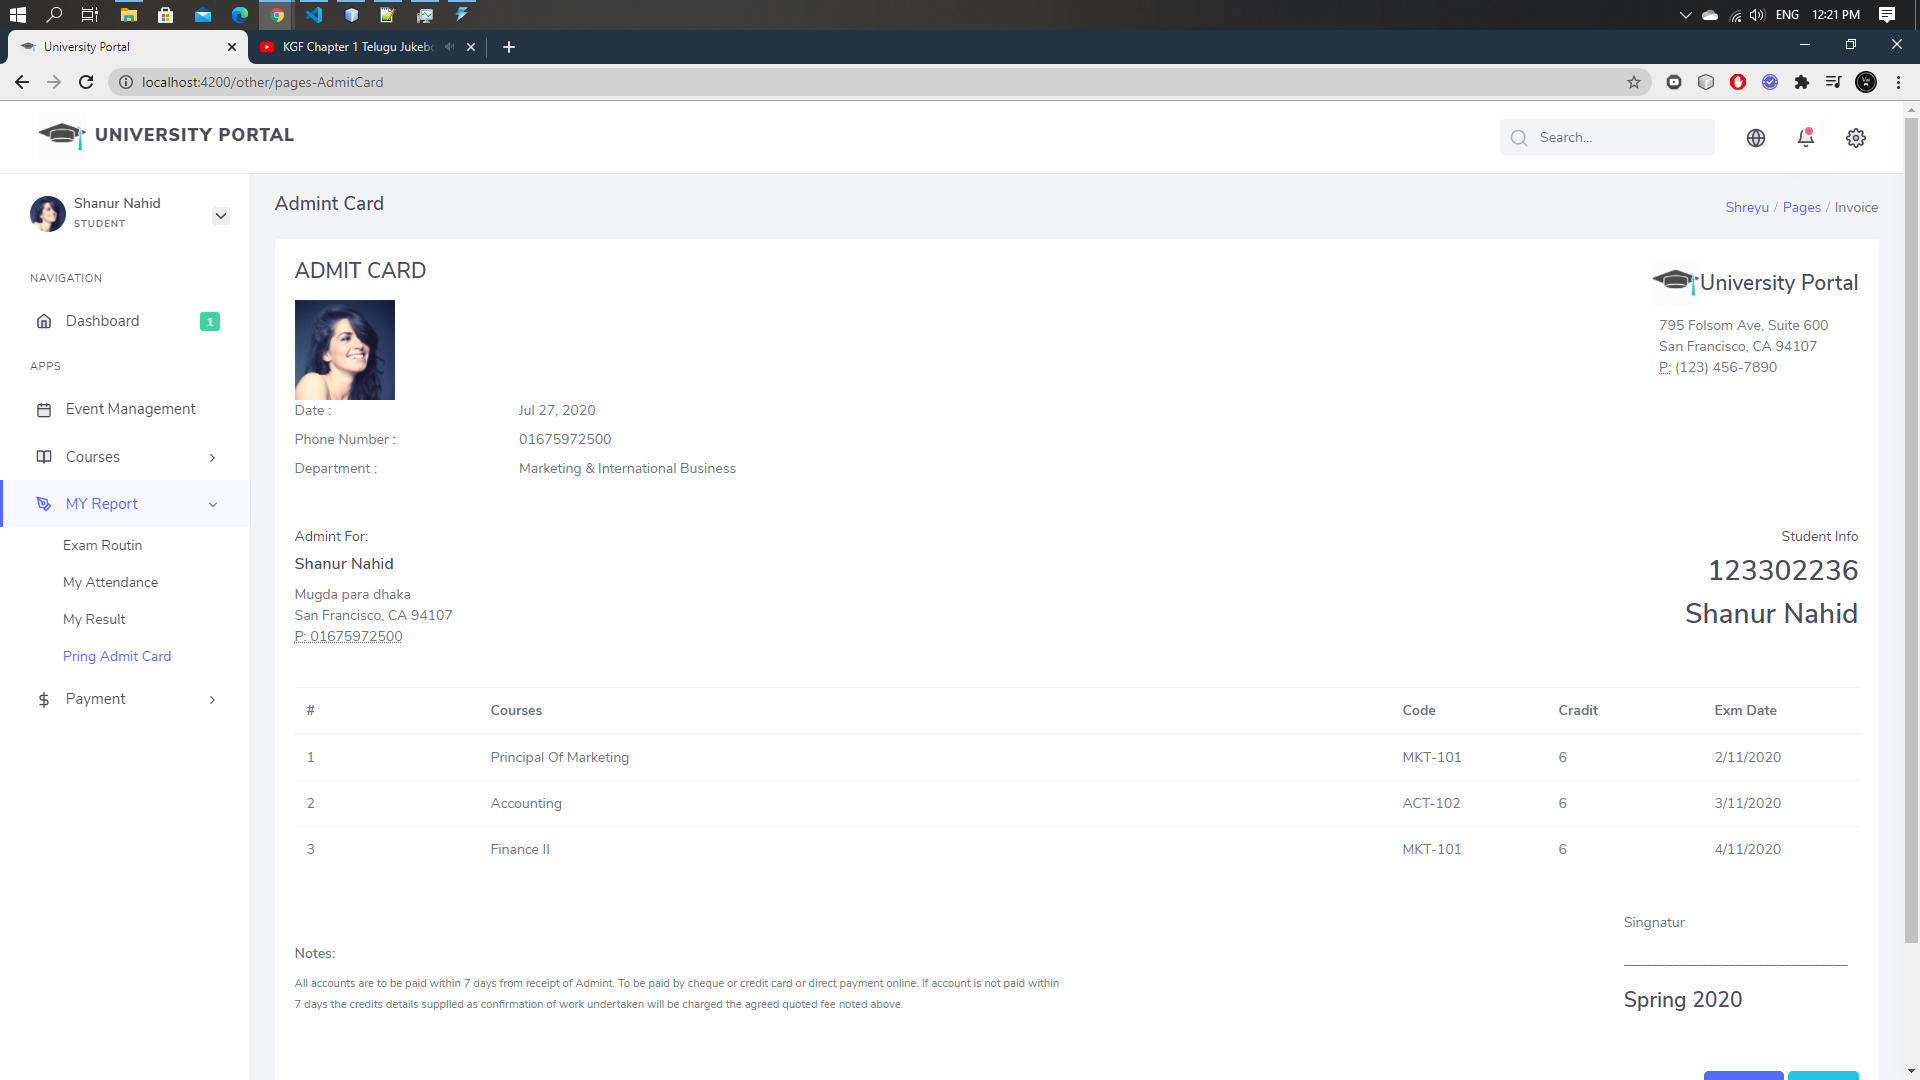 ENG 12:21 PM
University Portal
KGF Chapter 1 Telugu Jukebo
localhost:4200/other/pages-AdmitCard
UNIVERSITY PORTAL
Search...
Shanur Nahid
STUDENT
NAVIGATION
Dashboard 1
APPS
Event Management
Courses
MY Report
Exam Routin
My Attendance
My Result
Pring Admit Card
Payment
Admint Card
Shreyu / Pages / Invoice
ADMIT CARD
University Portal
795 Folsom Ave, Suite 600
San Francisco, CA 94107
P: (123) 456-7890
Date : Jul 27, 2020
Phone Number : 01675972500
Department : Marketing & International Business
Admint For:
Shanur Nahid
Mugda para dhaka
San Francisco, CA 94107
P: 01675972500
Student Info
123302236
Shanur Nahid
# Courses Code Cradit Exm Date
1 Principal Of Marketing MKT-101 6 2/11/2020
2 Accounting ACT-102 6 3/11/2020
3 Finance II MKT-101 6 4/11/2020
Singnatur
Notes:
All accounts are to be paid within 7 days from receipt of Admint. To be paid by cheque or credit card or direct payment online. If account is not paid within
7 days the credits details supplied as confirmation of work undertaken will be charged the agreed quoted fee noted above.
________________________________
Spring 2020